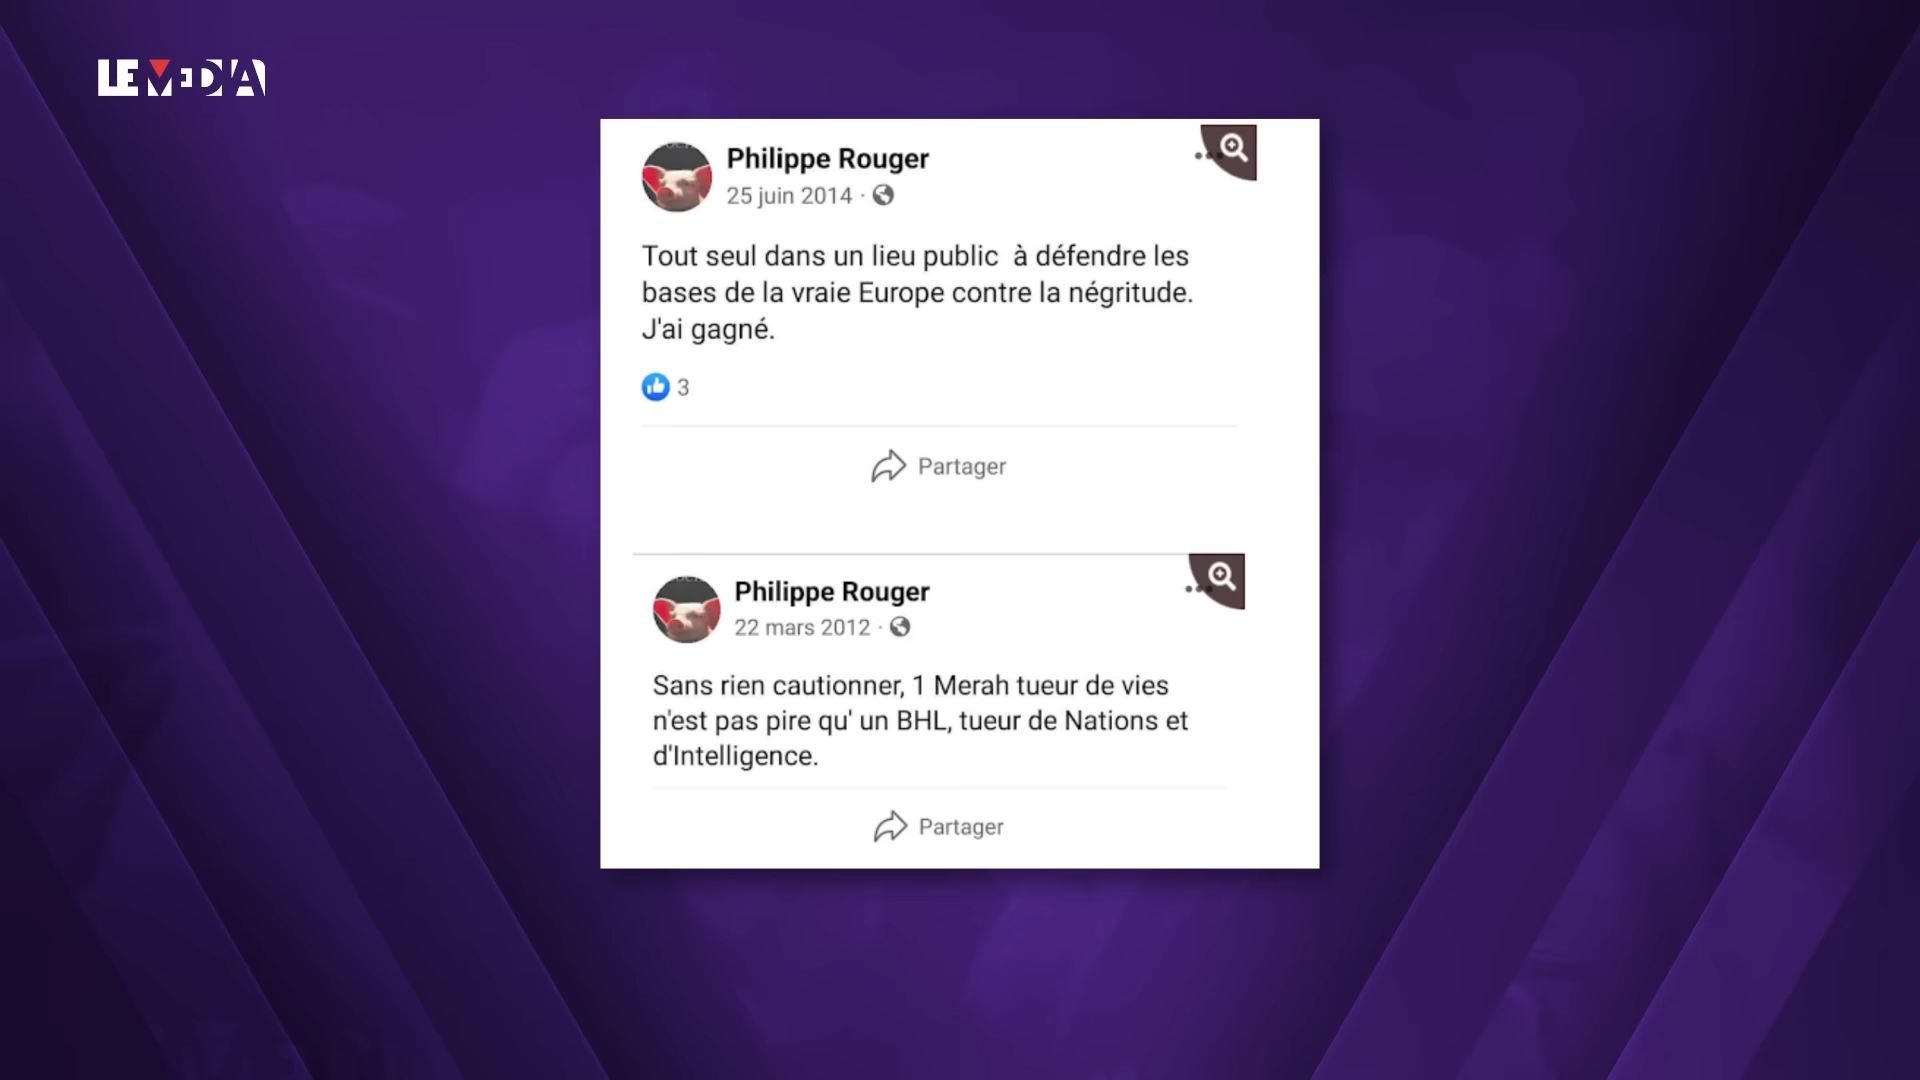 LE MEDIA
Philippe Rouger
25 juin 2014 ·
Tout seul dans un lieu public à défendre les
bases de la vraie Europe contre la négritude.
J'ai gagné.
3
Partager
Philippe Rouger
22 mars 2012 ·
Sans rien cautionner, 1 Merah tueur de vies
n'est pas pire qu' un BHL, tueur de Nations et
d'Intelligence.
Partager